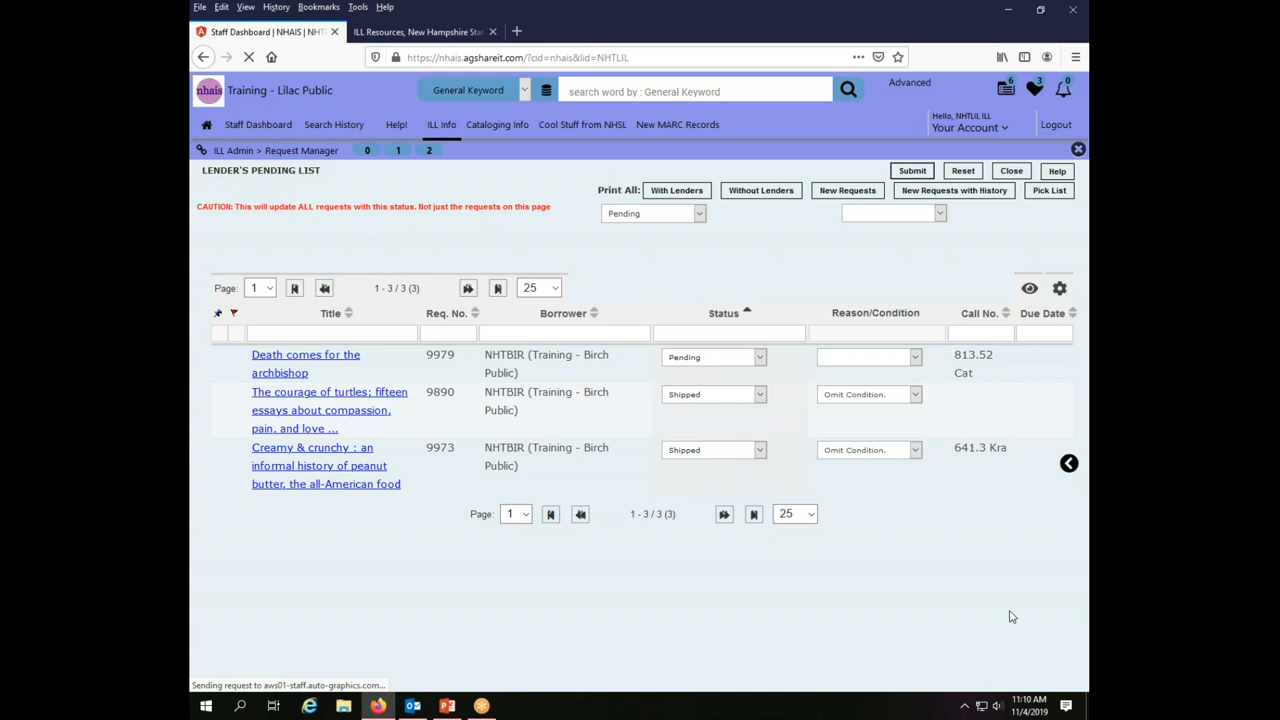 File Edit View History Bookmarks Tools Help
Staff Dashboard | NHAIS | NHT
ILL Resources, New Hampshire Sta
https://nhais.agshareit.com/?cid=nhais&lid=NHTLIL
nhais Training - Lilac Public General Keyword search word by : General Keyword Advanced 6 3 0
Staff Dashboard Search History Help! ILL Info Cataloging Info Cool Stuff from NHSL New MARC Records Hello, NHTLIL ILL Logout
Your Account
ILL Admin > Request Manager 0 1 2
LENDER'S PENDING LIST Submit Reset Close Help
Print All: With Lenders Without Lenders New Requests New Requests with History Pick List
CAUTION: This will update ALL requests with this status. Not just the requests on this page
Pending
Page: 1 1 - 3 / 3 (3) 25
Title Req. No. Borrower Status Reason/Condition Call No. Due Date
Death comes for the 9979 NHTBIR (Training - Birch Pending 813.52
archbishop Public) Cat
The courage of turtles; fifteen 9890 NHTBIR (Training - Birch Shipped Omit Condition.
essays about compassion, Public)
pain, and love ...
Creamy & crunchy : an 9973 NHTBIR (Training - Birch Shipped Omit Condition. 641.3 Kra
informal history of peanut Public)
butter, the all-American food
Page: 1 1 - 3 / 3 (3) 25
Sending request to aws01-staff.auto-graphics.com...
11:10 AM
11/4/2019